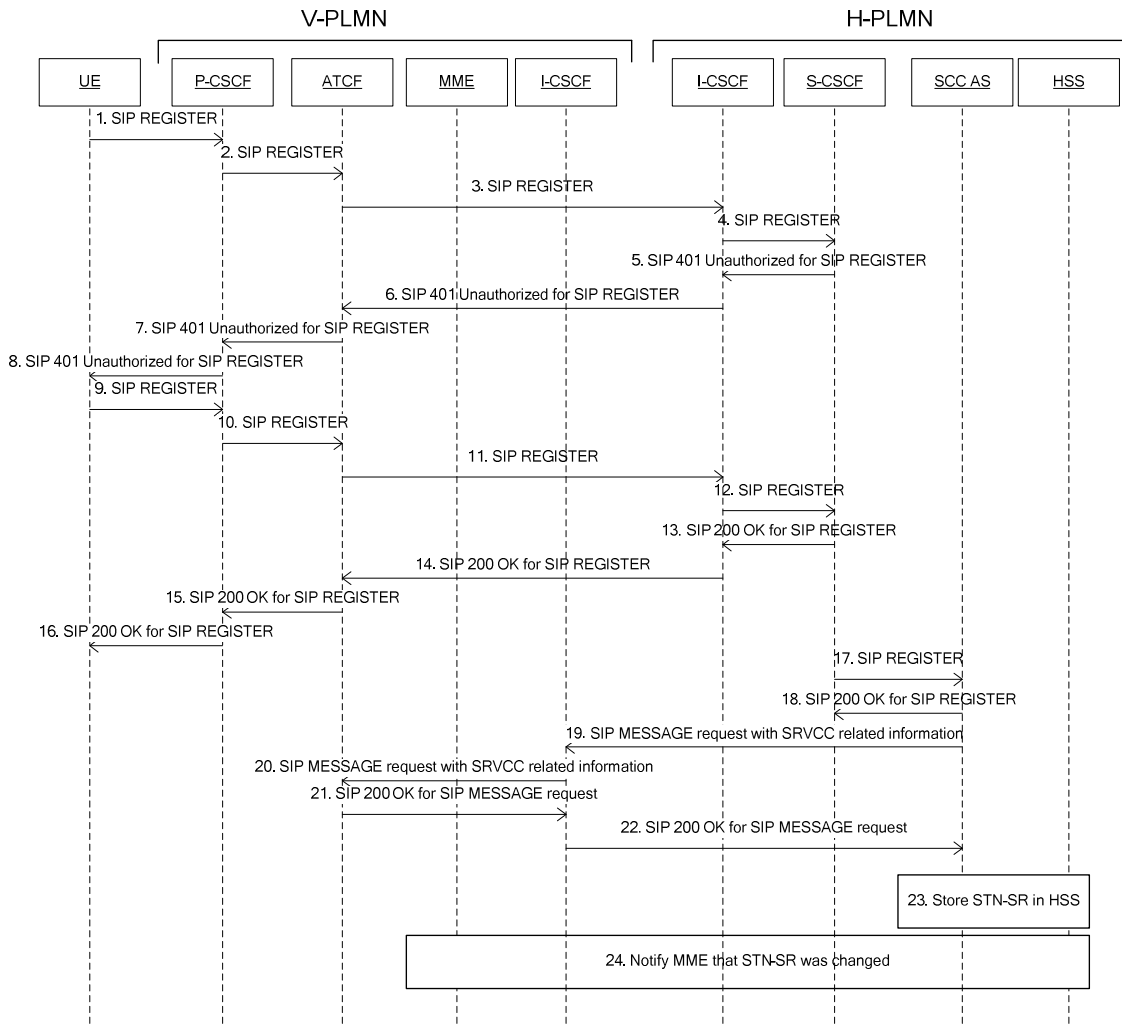 V-PLMN
H-PLMN
UE
P-CSCF
ATCF
MME
I-CSCF
I-CSCF
S-CSCF
SCC AS
HSS
1. SIP REGISTER
2. SIP REGISTER
3. SIP REGISTER
4. SIP REGISTER
5. SIP 401 Unauthorized for SIP REGISTER
6. SIP 401 Unauthorized for SIP REGISTER
7. SIP 401 Unauthorized for SIP REGISTER
8. SIP 401 Unauthorized for SIP REGISTER
9. SIP REGISTER
10. SIP REGISTER
11. SIP REGISTER
12. SIP REGISTER
13. SIP 200 OK for SIP REGISTER
14. SIP 200 OK for SIP REGISTER
15. SIP 200 OK for SIP REGISTER
16. SIP 200 OK for SIP REGISTER
17. SIP REGISTER
18. SIP 200 OK for SIP REGISTER
19. SIP MESSAGE request with SRVCC related information
20. SIP MESSAGE request with SRVCC related information
21. SIP 200 OK for SIP MESSAGE request
22. SIP 200 OK for SIP MESSAGE request
23. Store STN-SR in HSS
24. Notify MME that STN-SR was changed